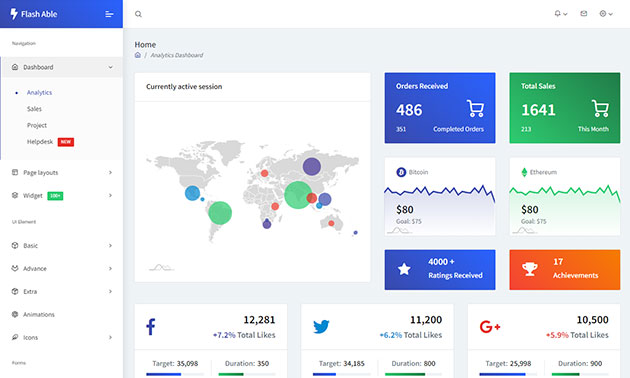 Flash Able
Navigation
Dashboard
Analytics
Sales
Project
Helpdesk NEW
Page layouts
Widget 100+
UI Element
Basic
Advance
Extra
Animations
Icons
Forms
Home
/ Analytics Dashboard
Currently active session
Orders Received
486
351 Completed Orders
Total Sales
1641
213 This Month
Bitcoin
$80
Goal: $75
Ethereum
$80
Goal: $75
4000 +
Ratings Received
17
Achievements
12,281
+7.2% Total Likes
Target: 35,098 Duration: 350
11,200
+6.2% Total Likes
Target: 34,185 Duration: 800
G+
10,500
+5.9% Total Likes
Target: 25,998 Duration: 900